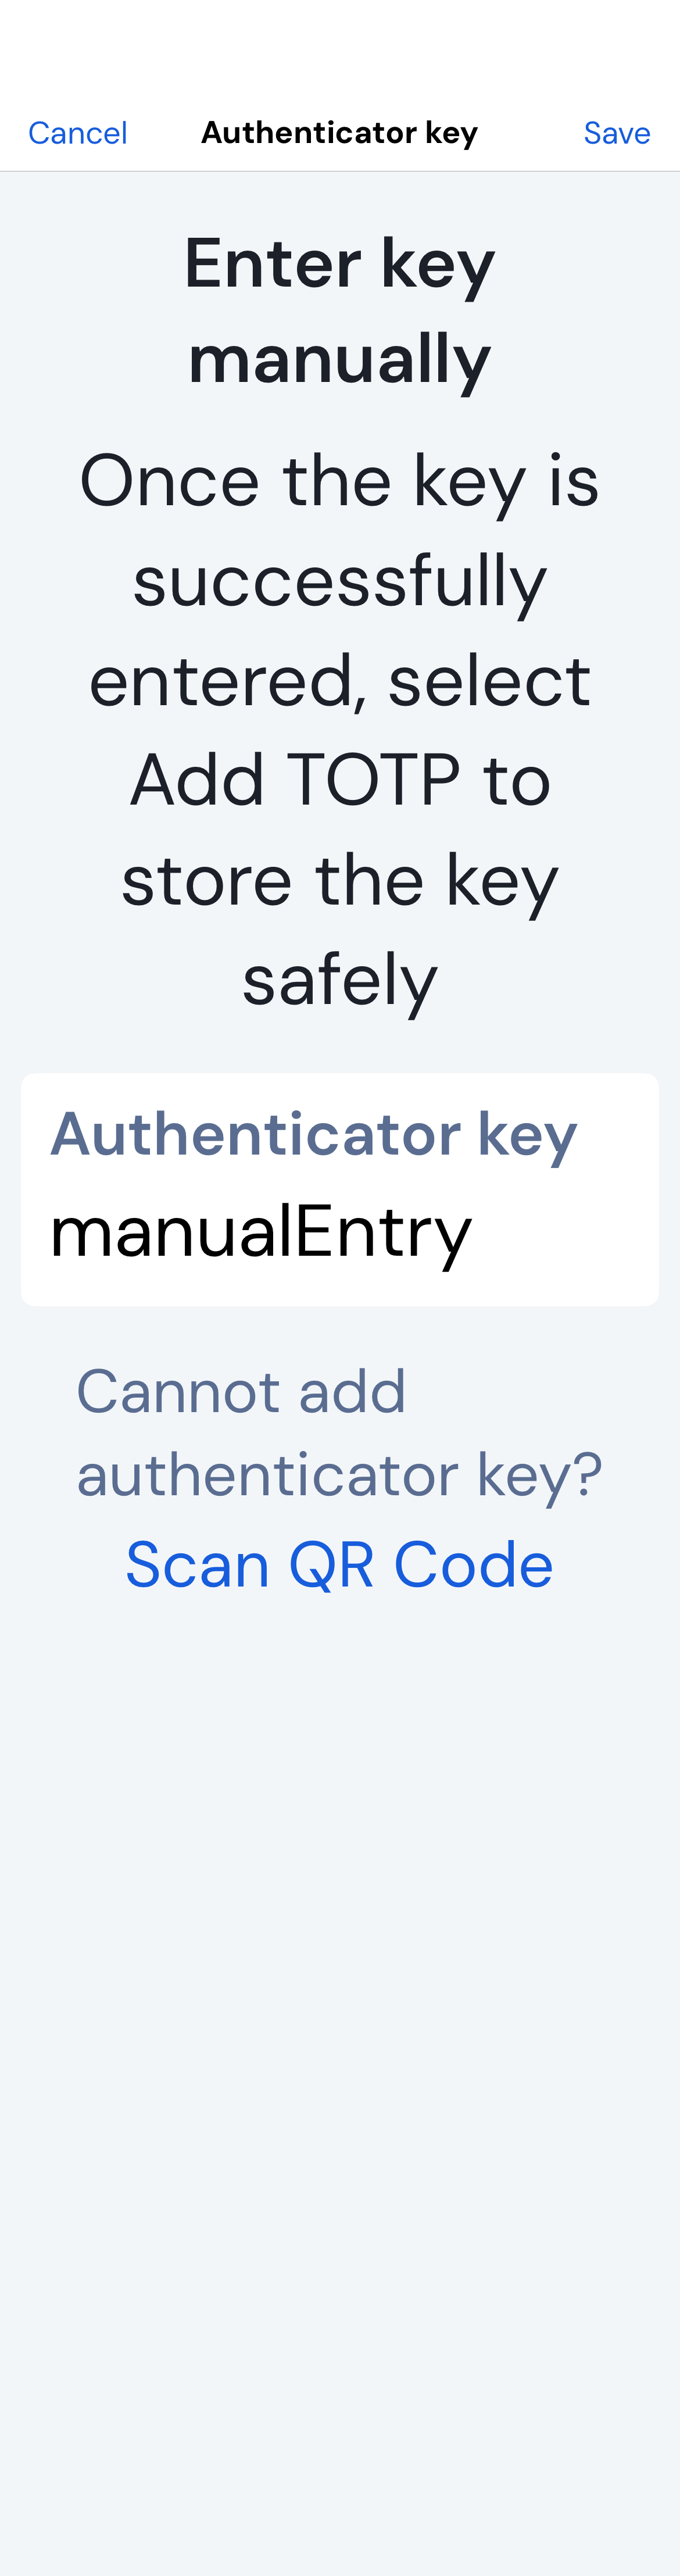 Cancel Authenticator key Save
Enter key
manually
Once the key is
successfully
entered, select
Add TOTP to
store the key
safely
Authenticator key
manualEntry
Cannot add
authenticator key?
Scan QR Code